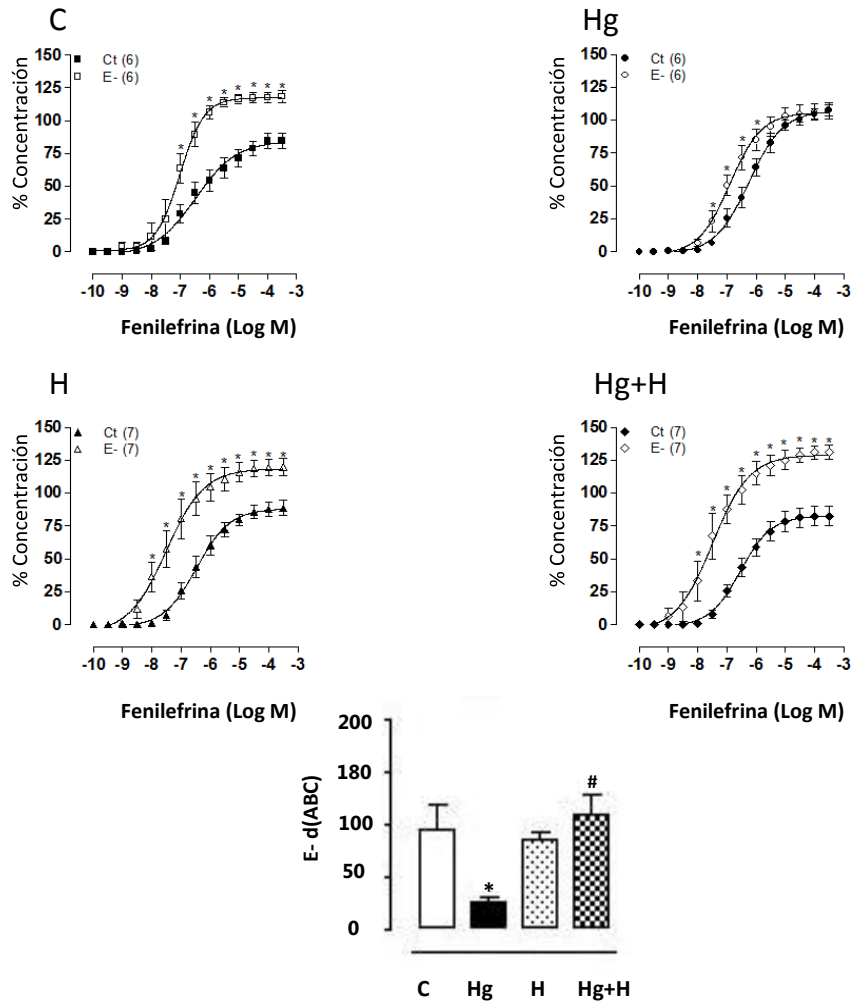 C
Ct (6)
E- (6)
% Concentración
150
125
100
75
50
25
0
* * * * * * * *
-10 -9 -8 -7 -6 -5 -4 -3
Fenilefrina (Log M)
Hg
Ct (6)
E- (6)
% Concentración
150
125
100
75
50
25
0
* * * *
-10 -9 -8 -7 -6 -5 -4 -3
Fenilefrina (Log M)
H
Ct (7)
E- (7)
% Concentración
150
125
100
75
50
25
0
* * * * * * * * * *
-10 -9 -8 -7 -6 -5 -4 -3
Fenilefrina (Log M)
Hg+H
Ct (7)
E- (7)
% Concentración
150
125
100
75
50
25
0
* * * * * * * * * *
-10 -9 -8 -7 -6 -5 -4 -3
Fenilefrina (Log M)
E- d(ABC)
200
180
100
50
0
* #
C Hg H Hg+H